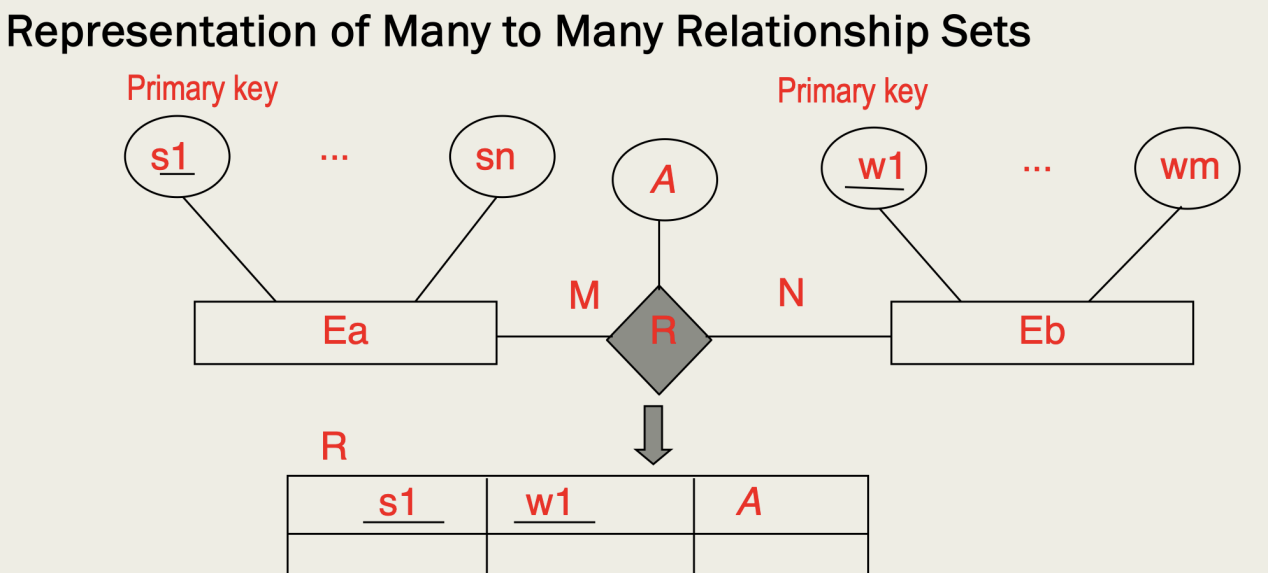 Representation of Many to Many Relationship Sets
Primary key
Primary key
s1 ... sn
A
w1 ... wm
M
N
Ea
R
Eb
R
s1 w1 A